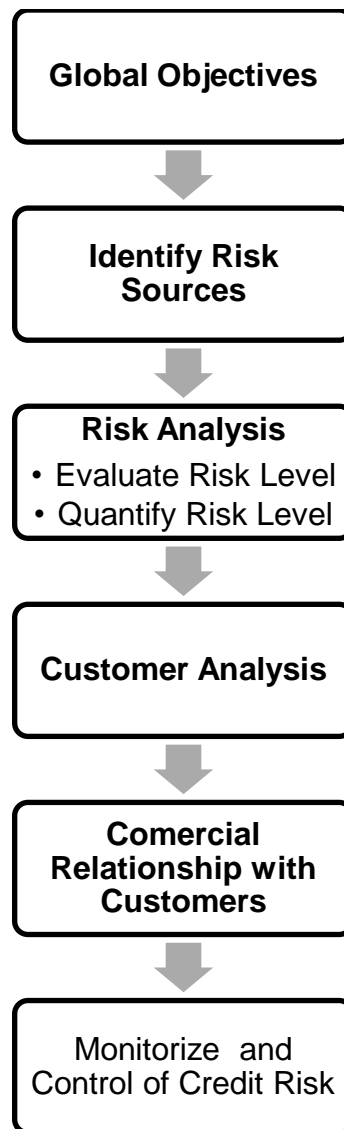 Global Objectives
Identify Risk
Sources
Risk Analysis
• Evaluate Risk Level
• Quantify Risk Level
Customer Analysis
Comercial
Relationship with
Customers
Monitorize and
Control of Credit Risk